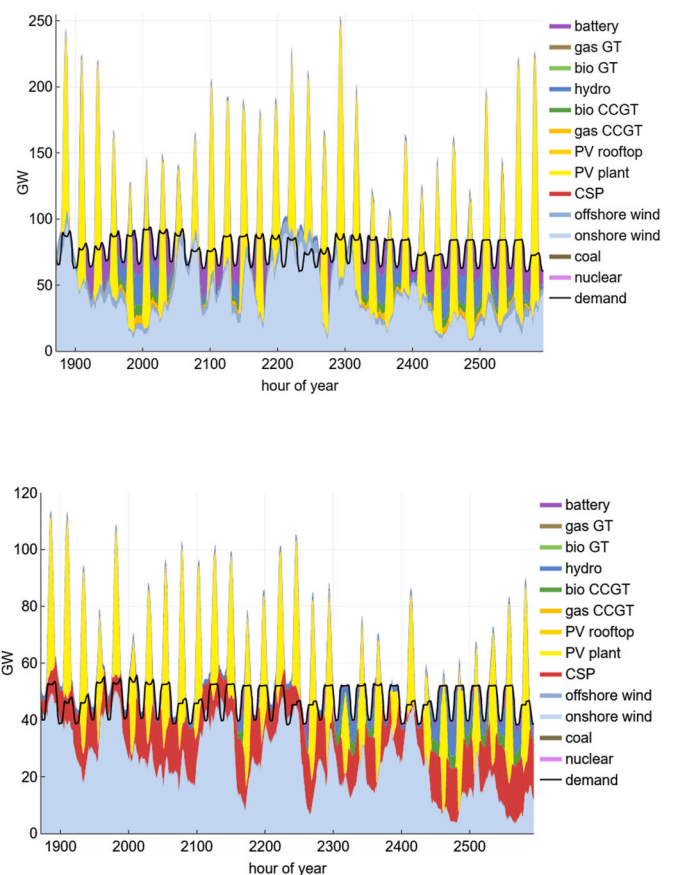 250
200
150
100
50
0
GW
1900 2000 2100 2200 2300 2400 2500
hour of year
battery
gas GT
bio GT
hydro
bio CCGT
gas CCGT
PV rooftop
PV plant
CSP
offshore wind
onshore wind
coal
nuclear
demand
120
100
80
60
40
20
0
GW
1900 2000 2100 2200 2300 2400 2500
hour of year
battery
gas GT
bio GT
hydro
bio CCGT
gas CCGT
PV rooftop
PV plant
CSP
offshore wind
onshore wind
coal
nuclear
demand